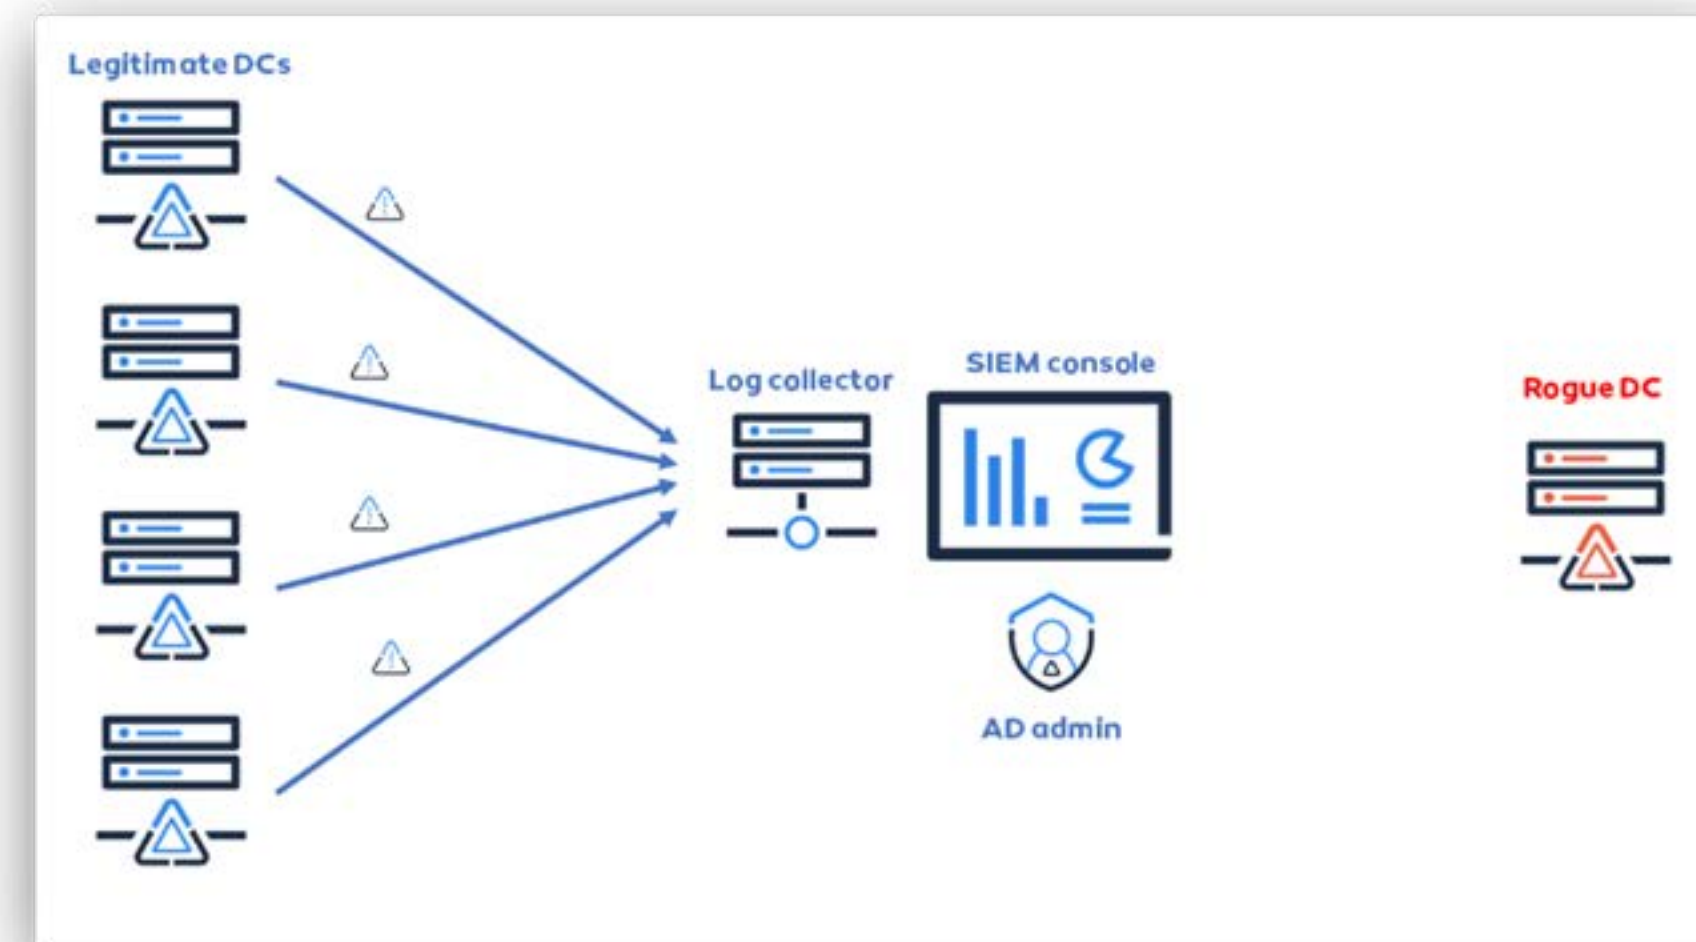 Legitimate DCs
SIEM console
Log collector
Rogue DC
AD admin